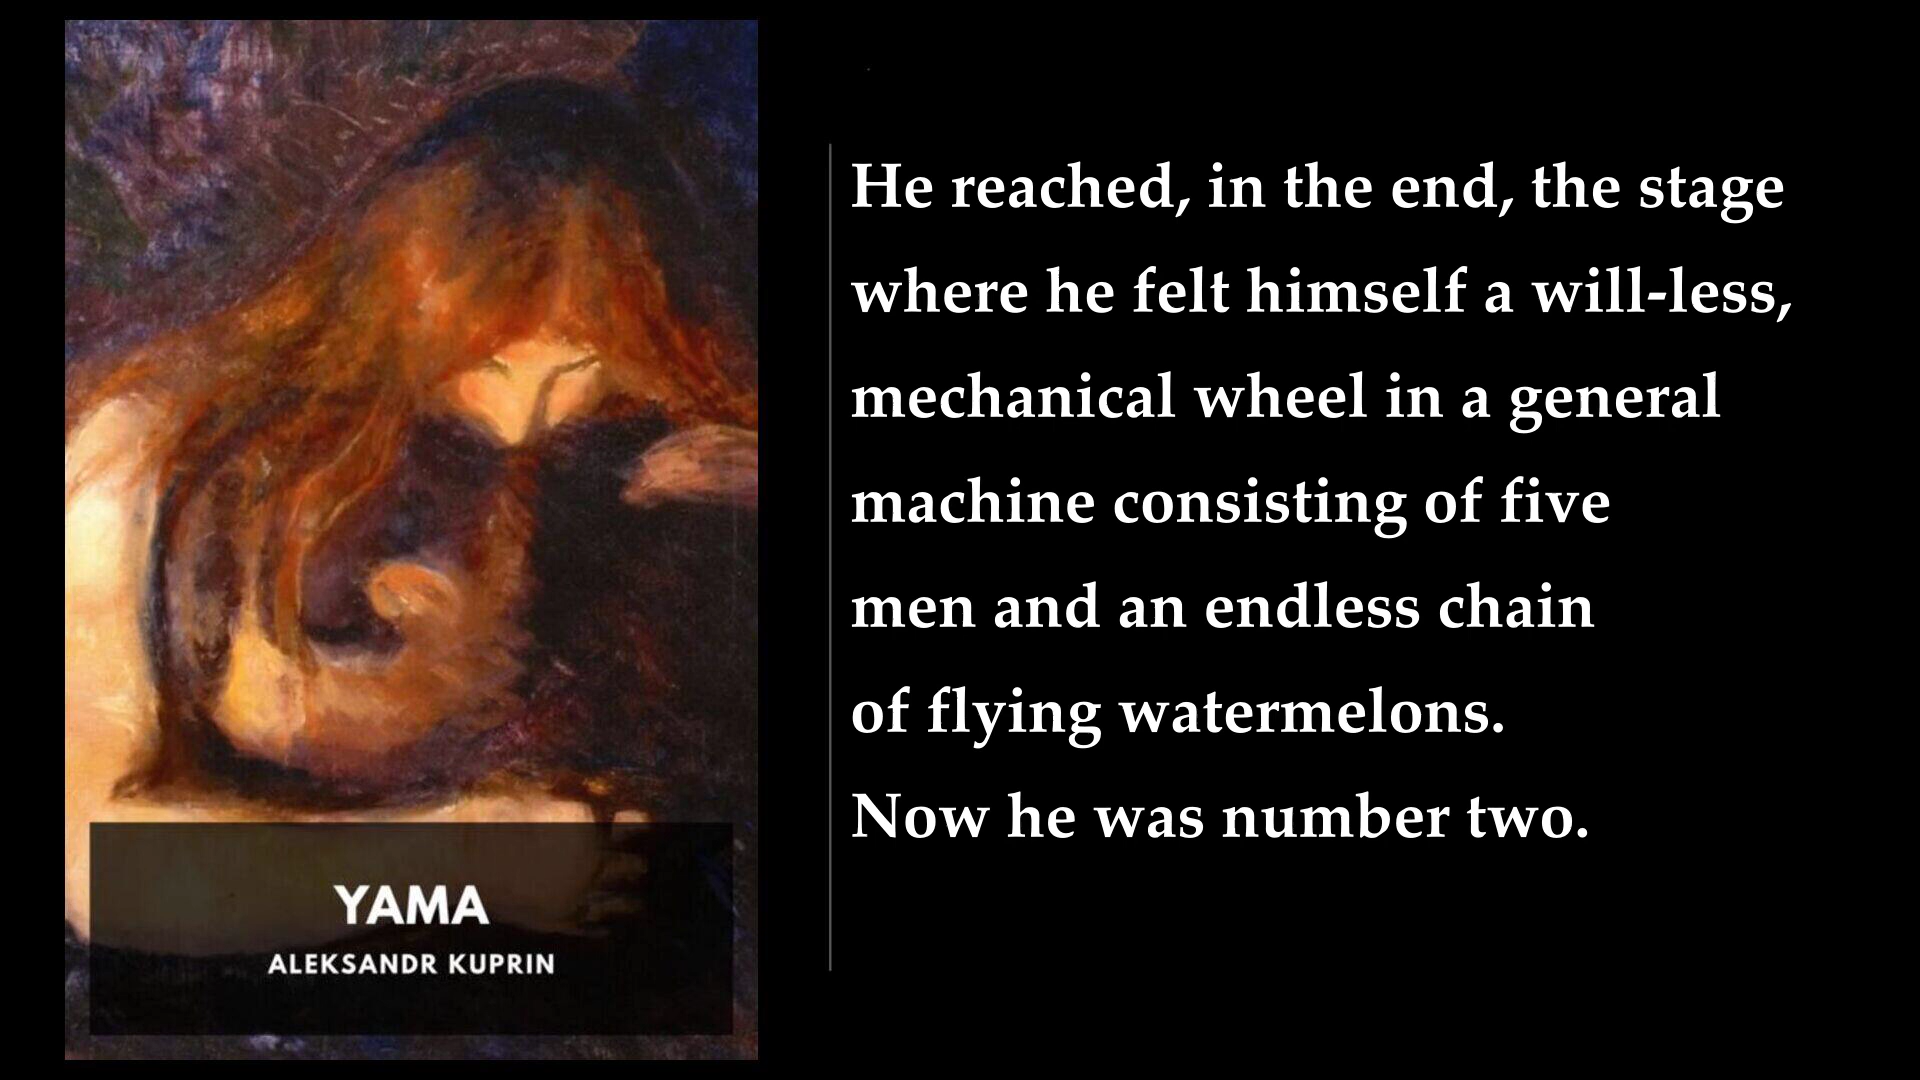 YAMA
ALEKSANDR KUPRIN
He reached, in the end, the stage
where he felt himself a will-less,
mechanical wheel in a general
machine consisting of five
men and an endless chain
of flying watermelons.
Now he was number two.